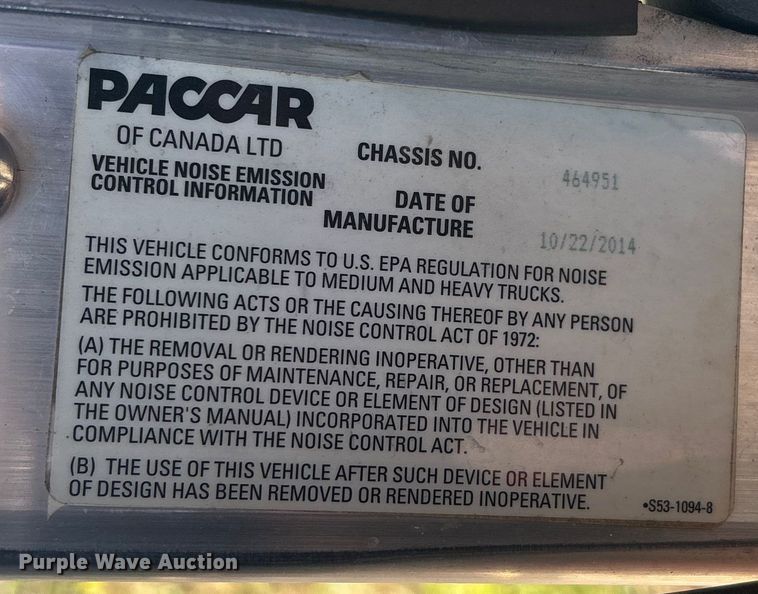 PACCAR
OF CANADA LTD
VEHICLE NOISE EMISSION
CONTROL INFORMATION
CHASSIS NO. 464951
DATE OF
MANUFACTURE 10/22/2014
THIS VEHICLE CONFORMS TO U.S. EPA REGULATION FOR NOISE
EMISSION APPLICABLE TO MEDIUM AND HEAVY TRUCKS.
THE FOLLOWING ACTS OR THE CAUSING THEREOF BY ANY PERSON
ARE PROHIBITED BY THE NOISE CONTROL ACT OF 1972:
(A) THE REMOVAL OR RENDERING INOPERATIVE, OTHER THAN
FOR PURPOSES OF MAINTENANCE, REPAIR, OR REPLACEMENT, OF
ANY NOISE CONTROL DEVICE OR ELEMENT OF DESIGN (LISTED IN
THE OWNER'S MANUAL) INCORPORATED INTO THE VEHICLE IN
COMPLIANCE WITH THE NOISE CONTROL ACT.
(B) THE USE OF THIS VEHICLE AFTER SUCH DEVICE OR ELEMENT
OF DESIGN HAS BEEN REMOVED OR RENDERED INOPERATIVE.
•S53-1094-8
Purple Wave Auction